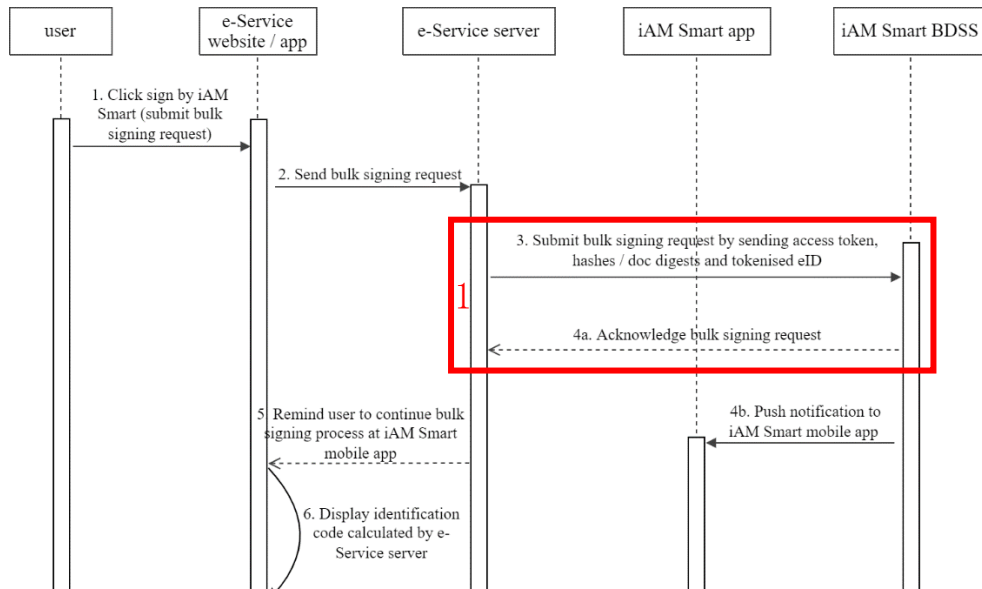 user
e-Service
website / app
e-Service server
iAM Smart app
iAM Smart BDSS
1. Click sign by iAM
Smart (submit bulk
signing request)
2. Send bulk signing request
3. Submit bulk signing request by sending access token,
hashes / doc digests and tokenised eID
1
4a. Acknowledge bulk signing request
5. Remind user to continue bulk
signing process at iAM Smart
mobile app
4b. Push notification to
iAM Smart mobile app
6. Display identification
code calculated by e-
Service server